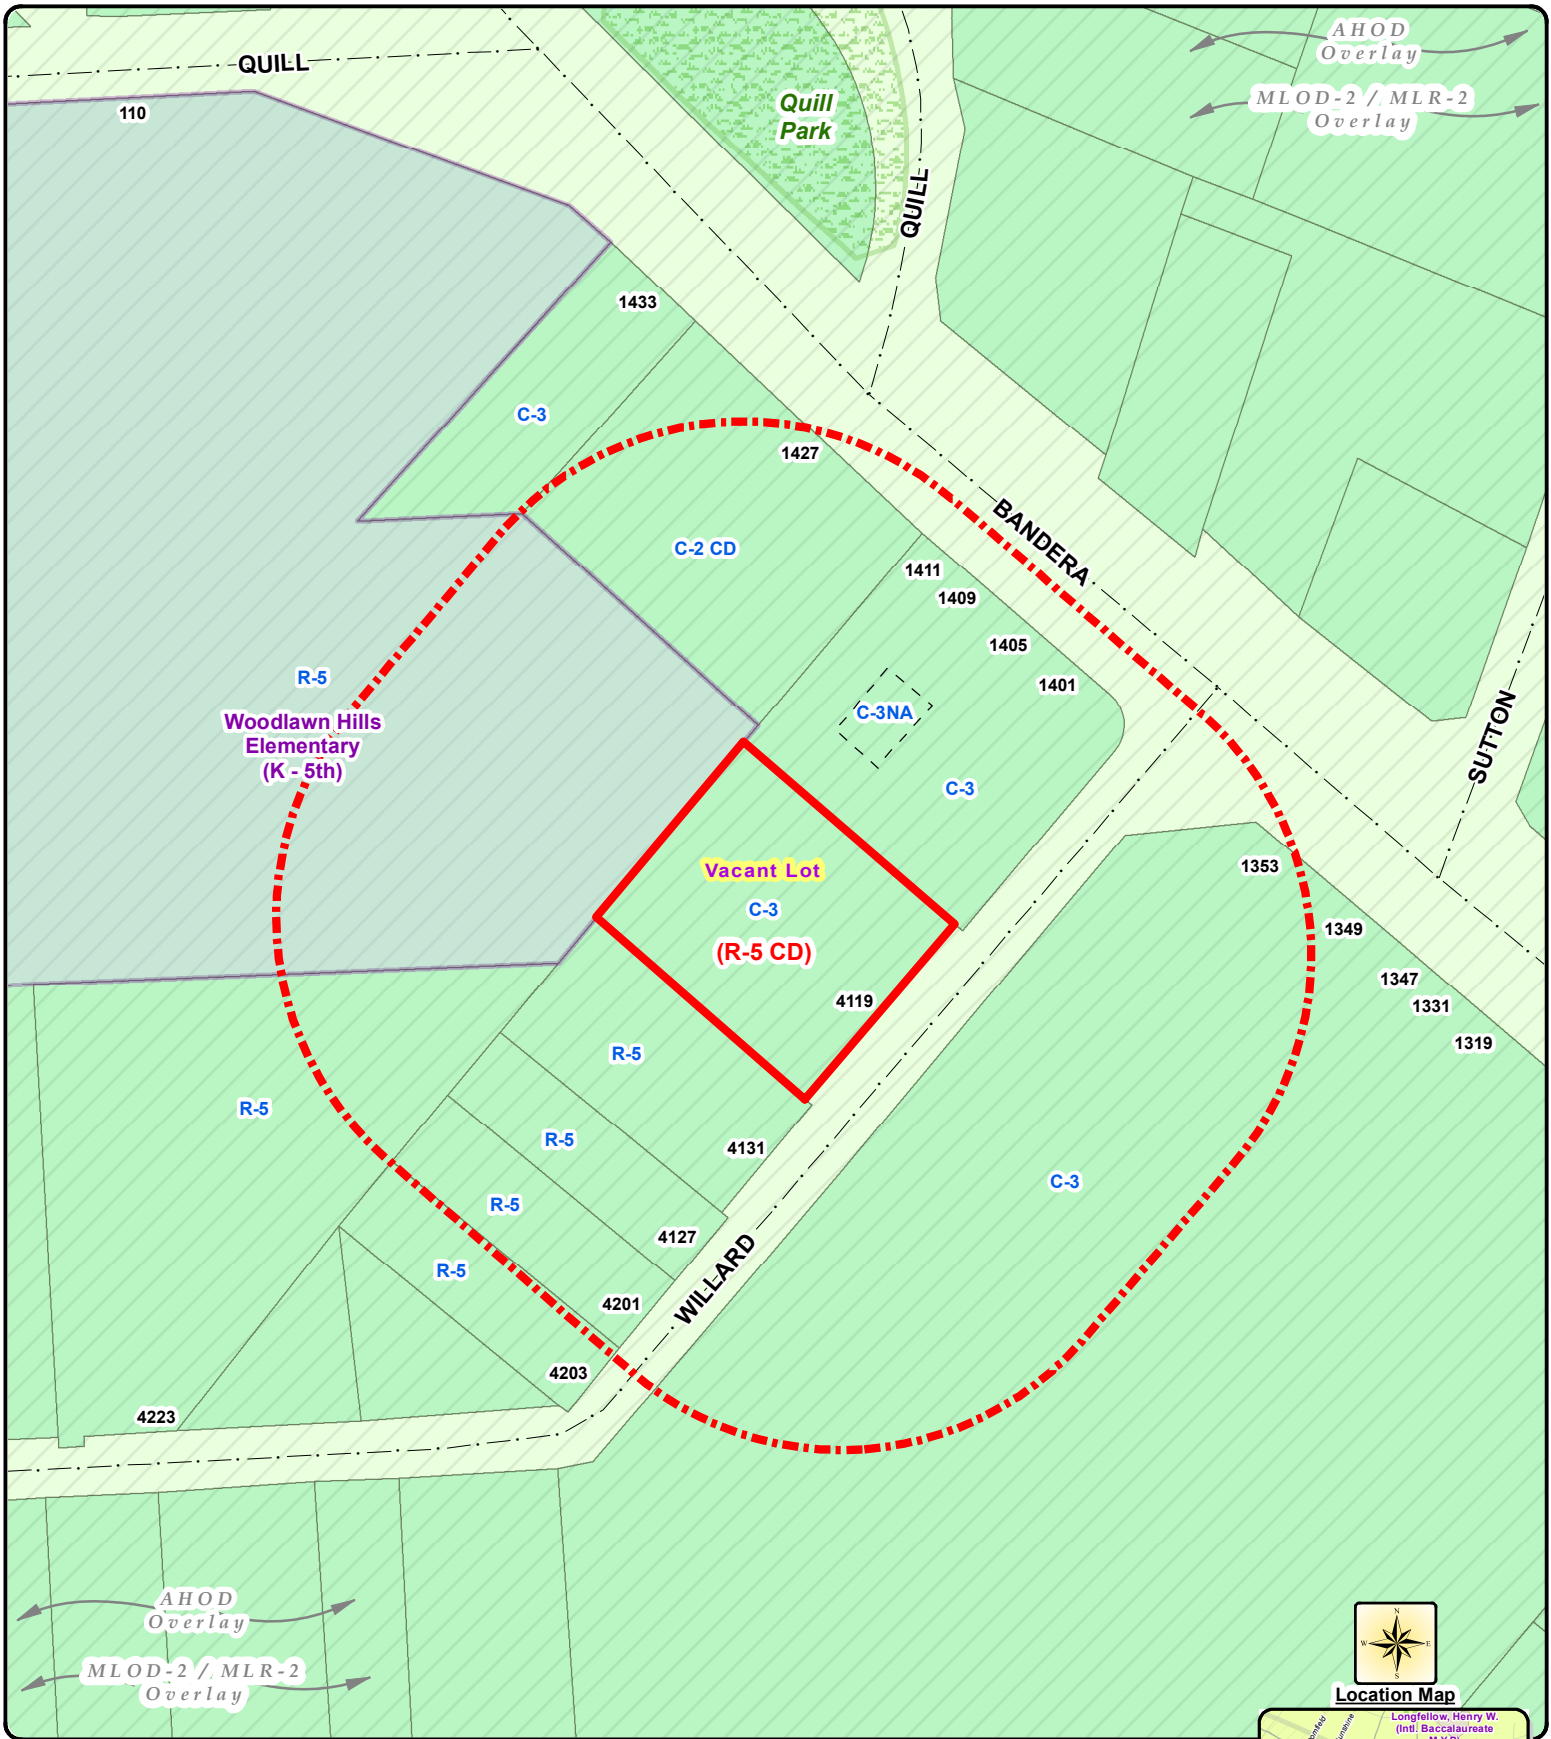 AHOD
Overlay
MLOD-2 / MLR-2
Overlay
QUILL
110
Quill
Park
QUILL
1433
C-3
1427
BANDERA
C-2 CD
1411
1409
1405
1401
R-5
Woodlawn Hills
Elementary
(K - 5th)
C-3NA
SUTTON
C-3
Vacant Lot
C-3
(R-5 CD)
4119
1353
1349
1347
1331
1319
R-5
R-5
R-5
4131
C-3
R-5
4127
WILLARD
R-5
4201
4203
4223
AHOD
Overlay
MLOD-2 / MLR-2
Overlay
N
W
E
S
Location Map
Longfellow, Henry W.
(Intl. Baccalaureate